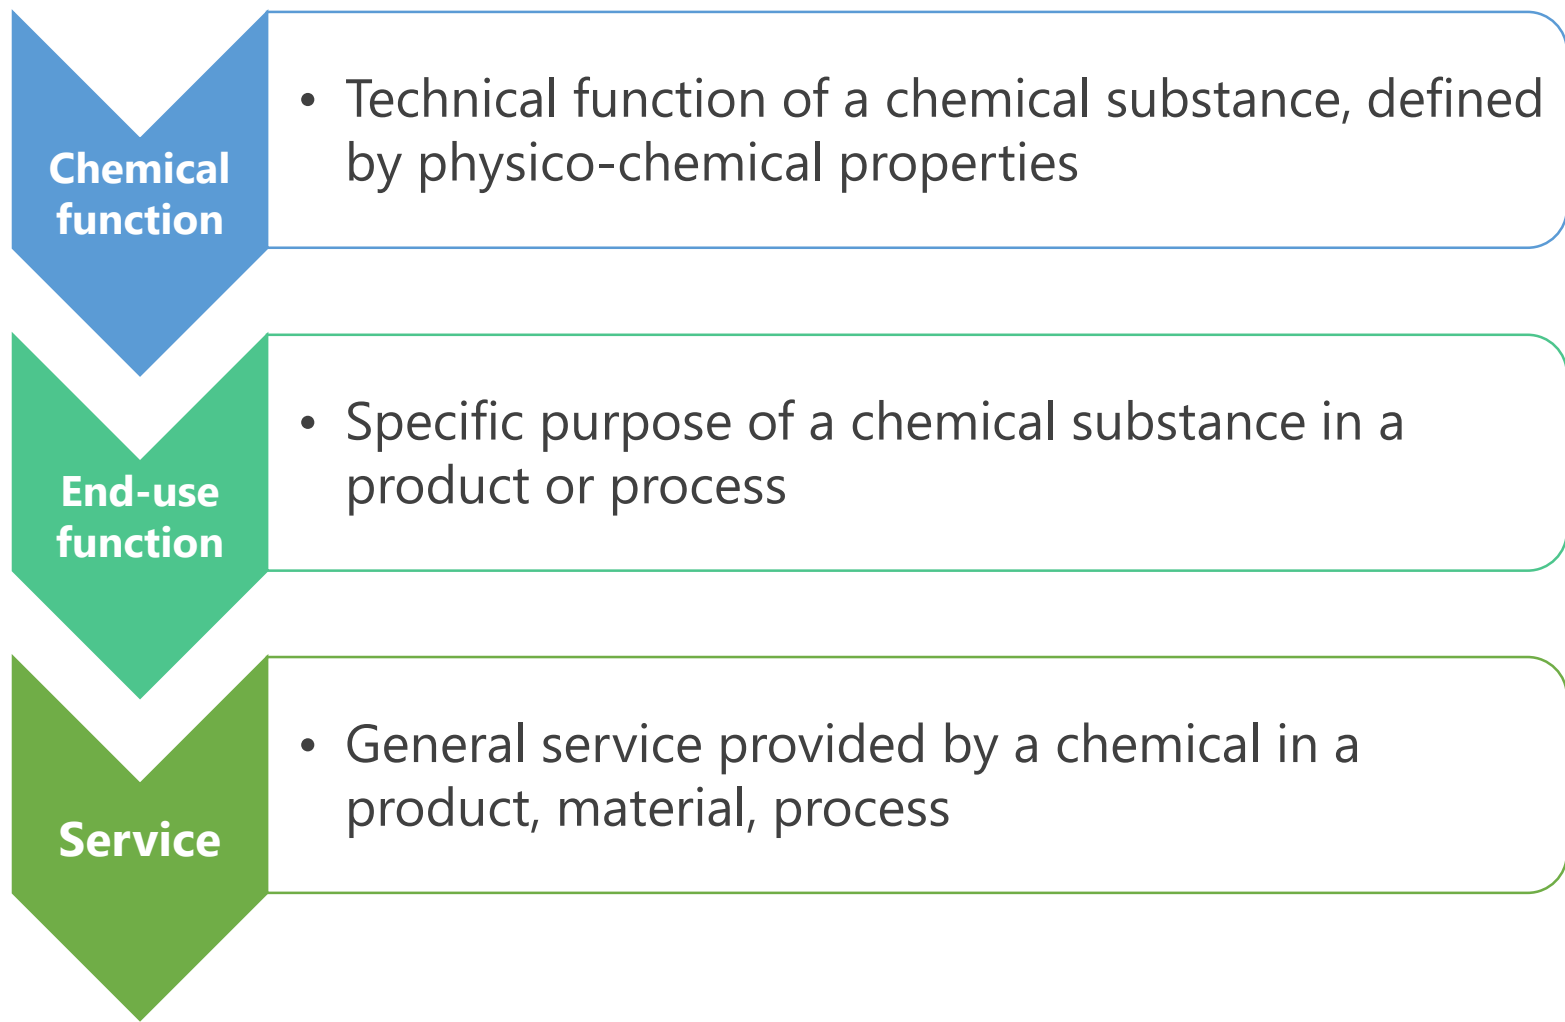 Chemical
function
• Technical function of a chemical substance, defined
by physico-chemical properties
End-use
function
• Specific purpose of a chemical substance in a
product or process
Service
• General service provided by a chemical in a
product, material, process